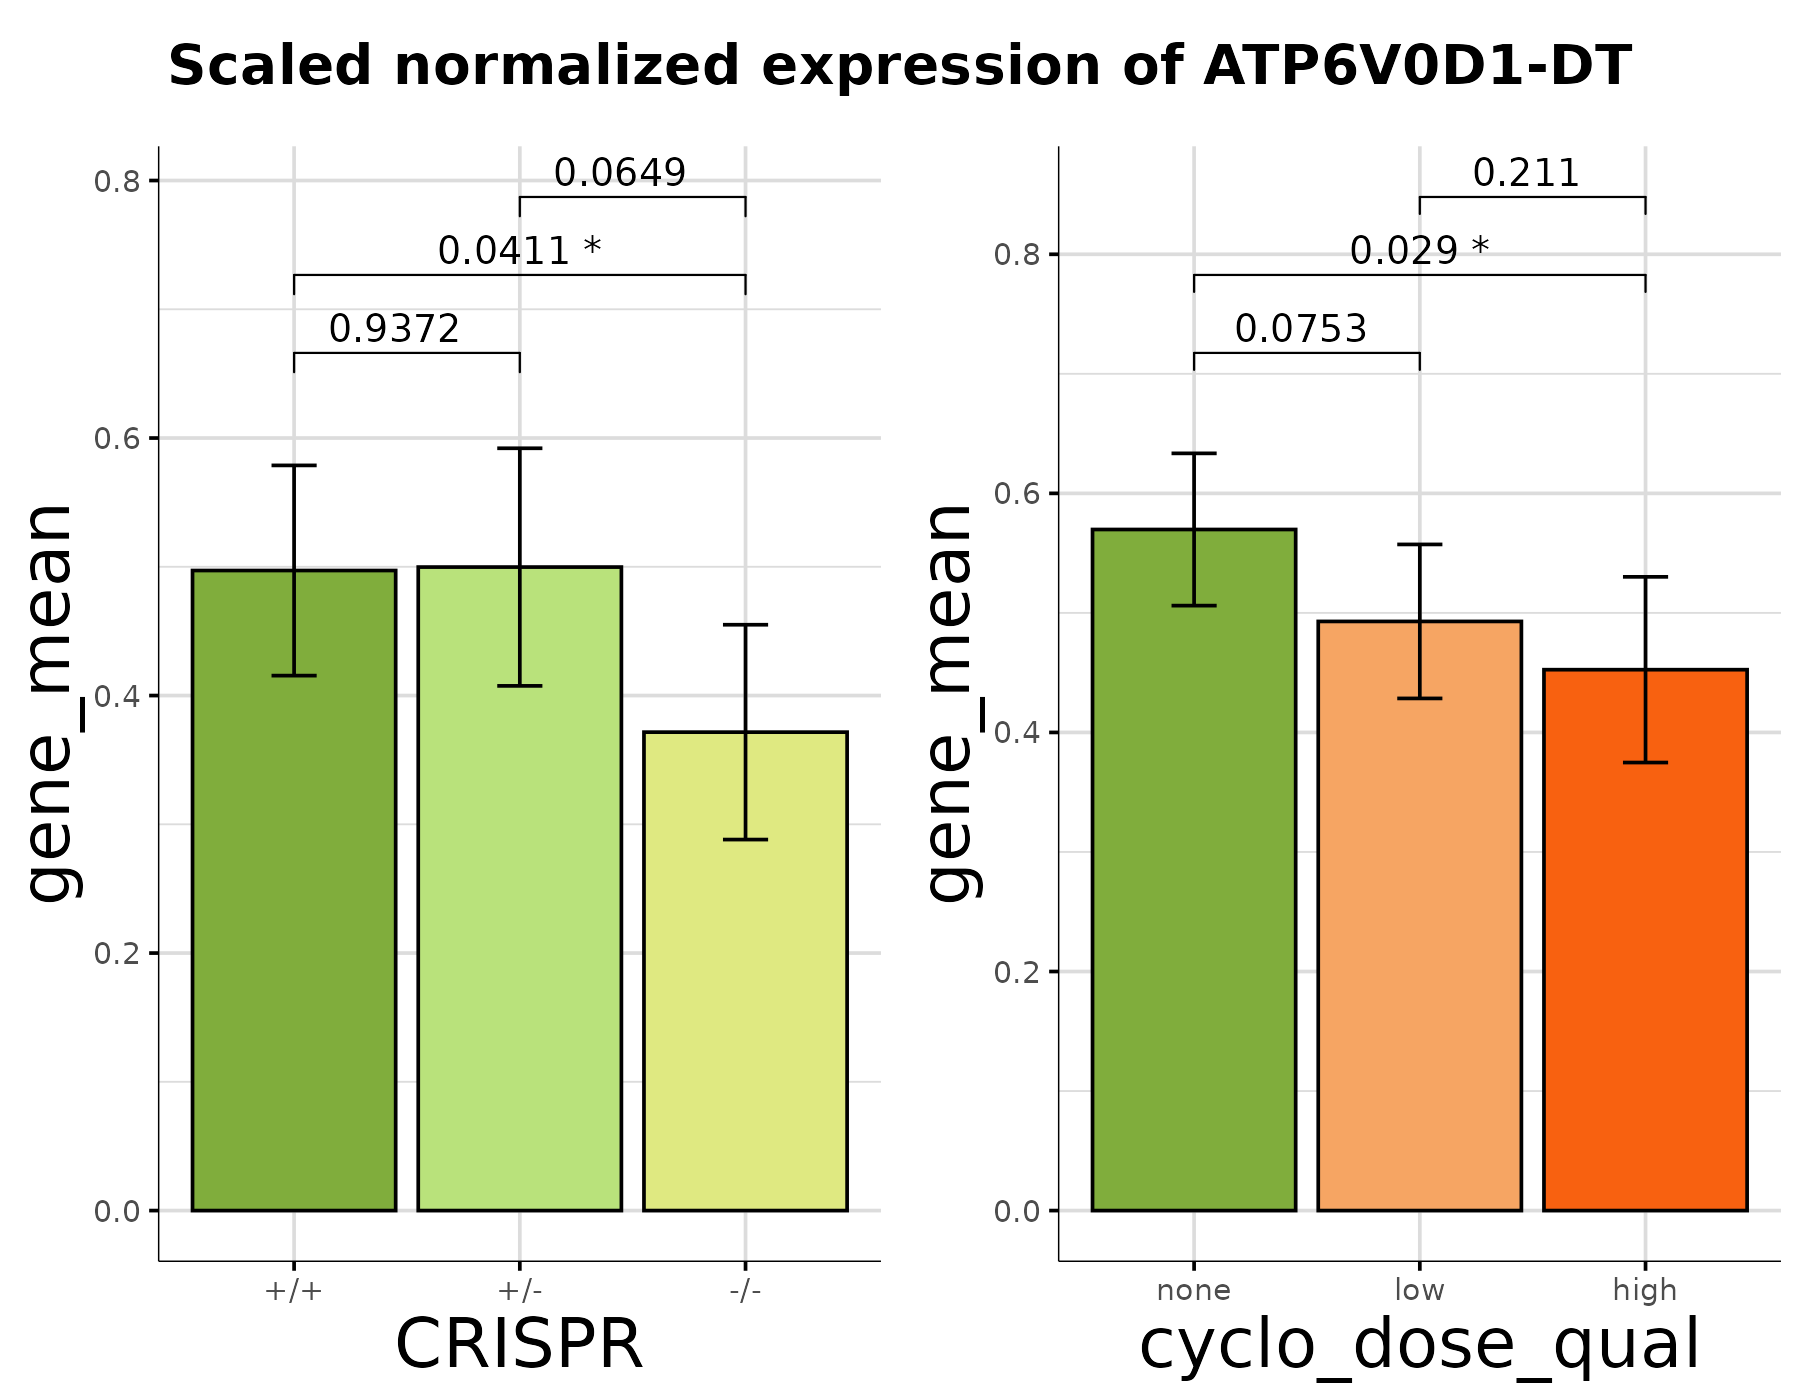 Scaled normalized expression of ATP6V0D1-DT
gene_mean
0.8
0.6
0.4
0.2
0.0
0.0649
0.0411 *
0.9372
+/+ +/- -/-
CRISPR
gene_mean
0.8
0.6
0.4
0.2
0.0
0.211
0.029 *
0.0753
none low high
cyclo_dose_qual